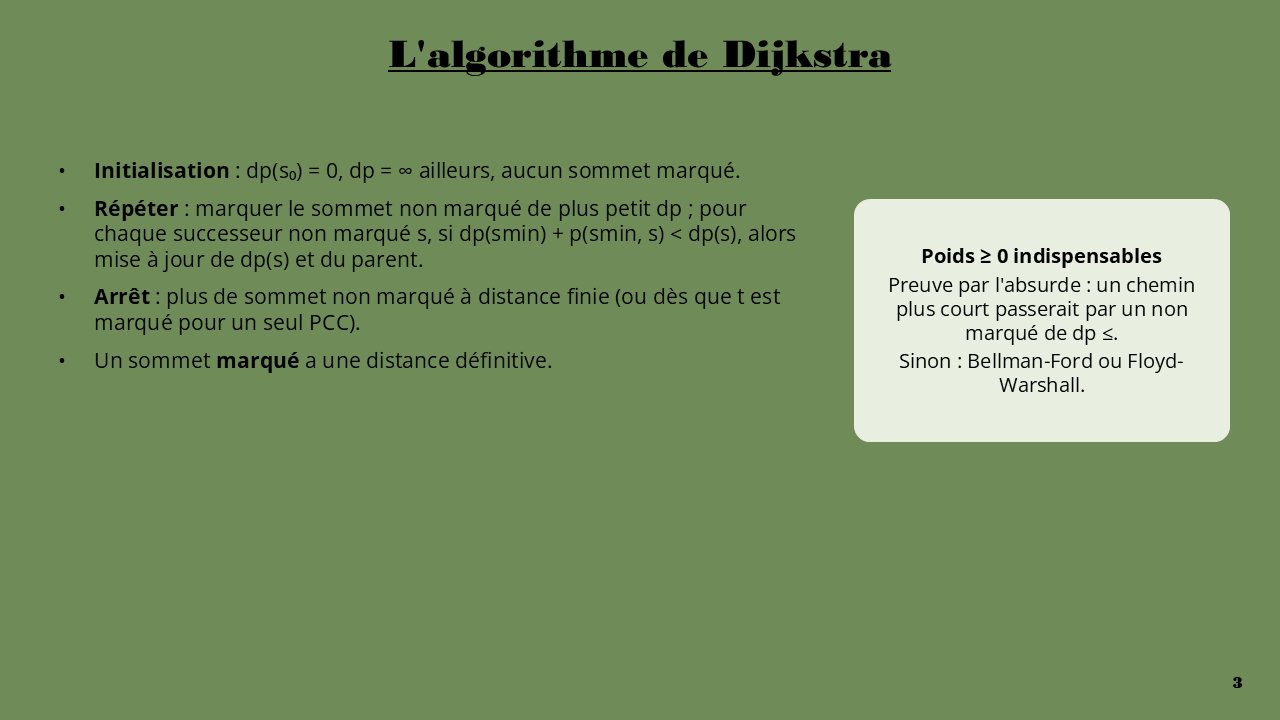 L'algorithme de Dijkstra
• Initialisation : dp(s₀) = 0, dp = ∞ ailleurs, aucun sommet marqué.
• Répéter : marquer le sommet non marqué de plus petit dp ; pour
chaque successeur non marqué s, si dp(smin) + p(smin, s) < dp(s), alors
mise à jour de dp(s) et du parent.
• Arrêt : plus de sommet non marqué à distance finie (ou dès que t est
marqué pour un seul PCC).
• Un sommet marqué a une distance définitive.
Poids ≥ 0 indispensables
Preuve par l'absurde : un chemin
plus court passerait par un non
marqué de dp ≤.
Sinon : Bellman-Ford ou Floyd-
Warshall.
3